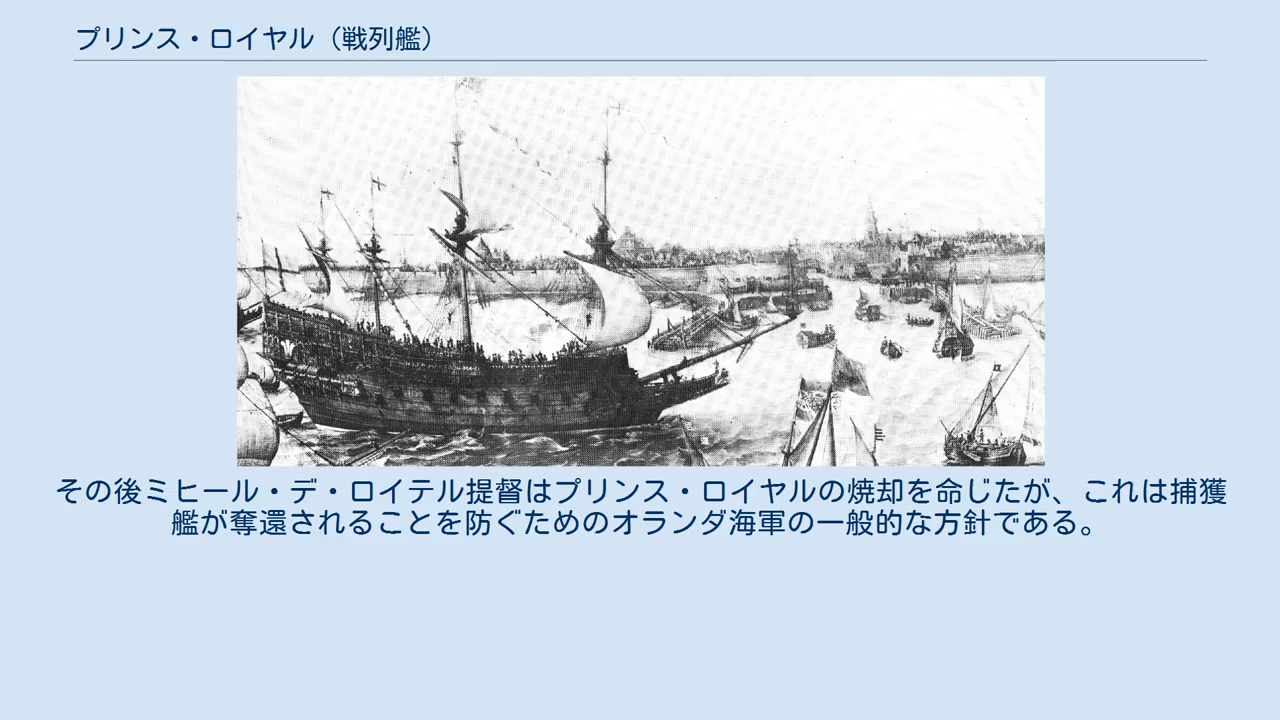 プリンス・ロイヤル（戦列艦）
その後ミヒール・デ・ロイテル提督はプリンス・ロイヤルの焼却を命じたが、これは捕獲
艦が奪還されることを防ぐためのオランダ海軍の一般的な方針である。